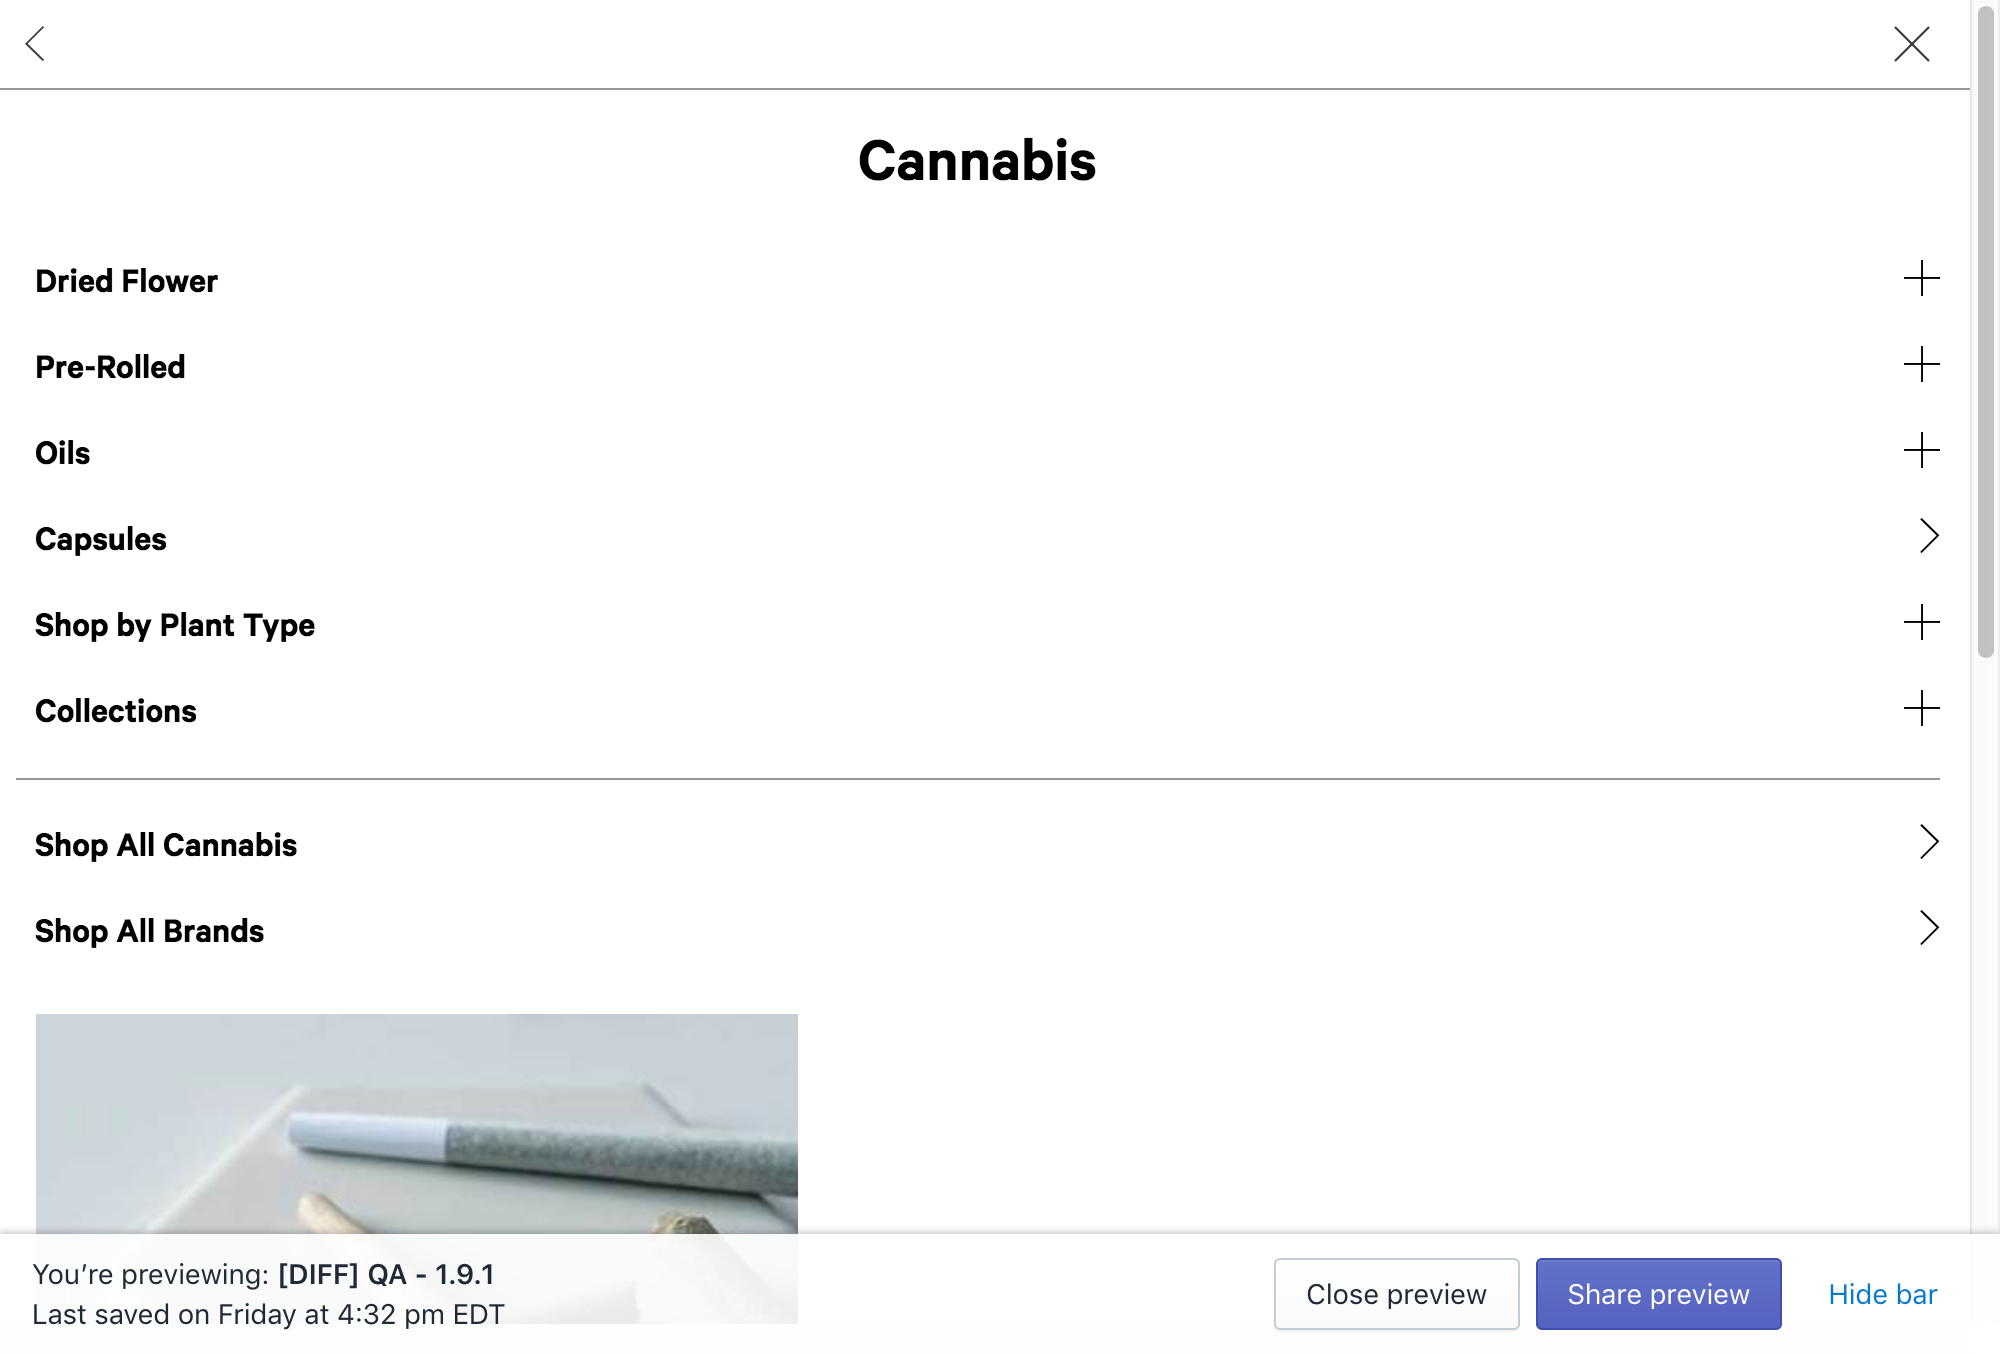 Cannabis
Dried Flower
Pre-Rolled
Oils
Capsules
Shop by Plant Type
Collections
Shop All Cannabis
Shop All Brands
You’re previewing: [DIFF] QA - 1.9.1
Last saved on Friday at 4:32 pm EDT
Close preview
Share preview
Hide bar